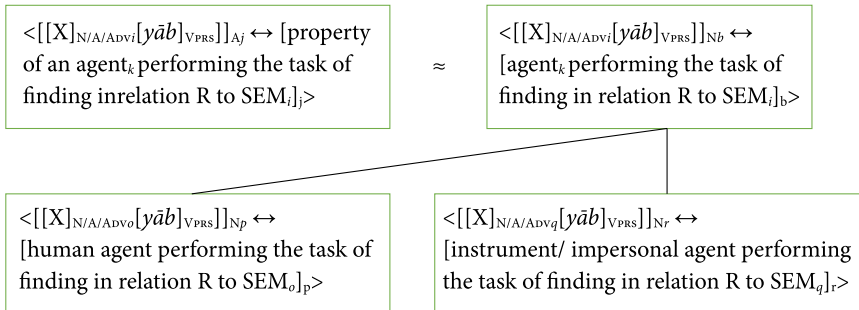 <[[X]N/A/ADVi[yāb]VPRS]]Aj ↔ [property
of an agentk performing the task of
finding inrelation R to SEMi]j>
≈
<[[X]N/A/ADVi[yāb]VPRS]]Nb ↔
[agentk performing the task of
finding in relation R to SEMi]b>
<[[X]N/A/ADVo[yāb]VPRS]]Np ↔
[human agent performing the task of
finding in relation R to SEMo]p>
<[[X]N/A/ADVq[yāb]VPRS]]Nr ↔
[instrument/ impersonal agent performing
the task of finding in relation R to SEMq]r>